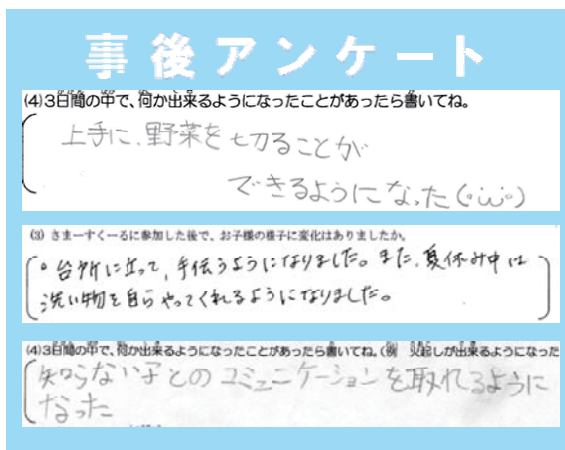 事後アンケート
(4)3日間の中で、何か出来るようになったことがあったら書いてね。
上手に、野菜を切ることが
できるようになった(•ω•)
(3) さまーすくーるに参加した後で、お子様の様子に変化はありましたか。
•台所に立って、手伝うようになりました。また、夏休み中は
洗い物を自らやってくれるようになりました。
(4)3日間の中で、何か出来るようになったことがあったら書いてね。(例 火起しが出来るようになった
知らない子とのコミュニケーションを取れるように
なった